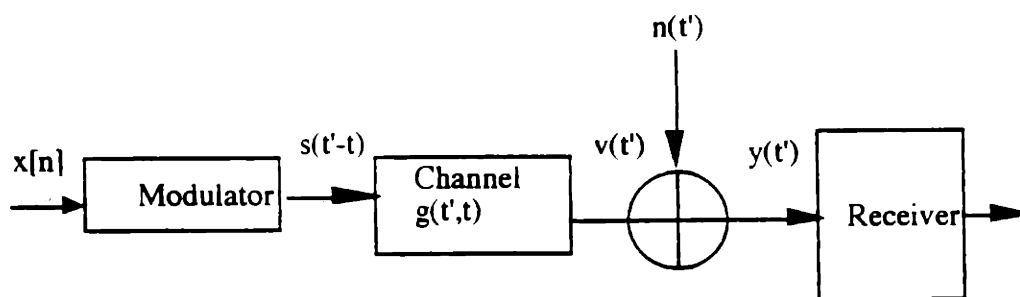 n(t')
x[n]
Modulator
s(t'-t)
Channel
g(t',t)
v(t')
y(t')
Receiver